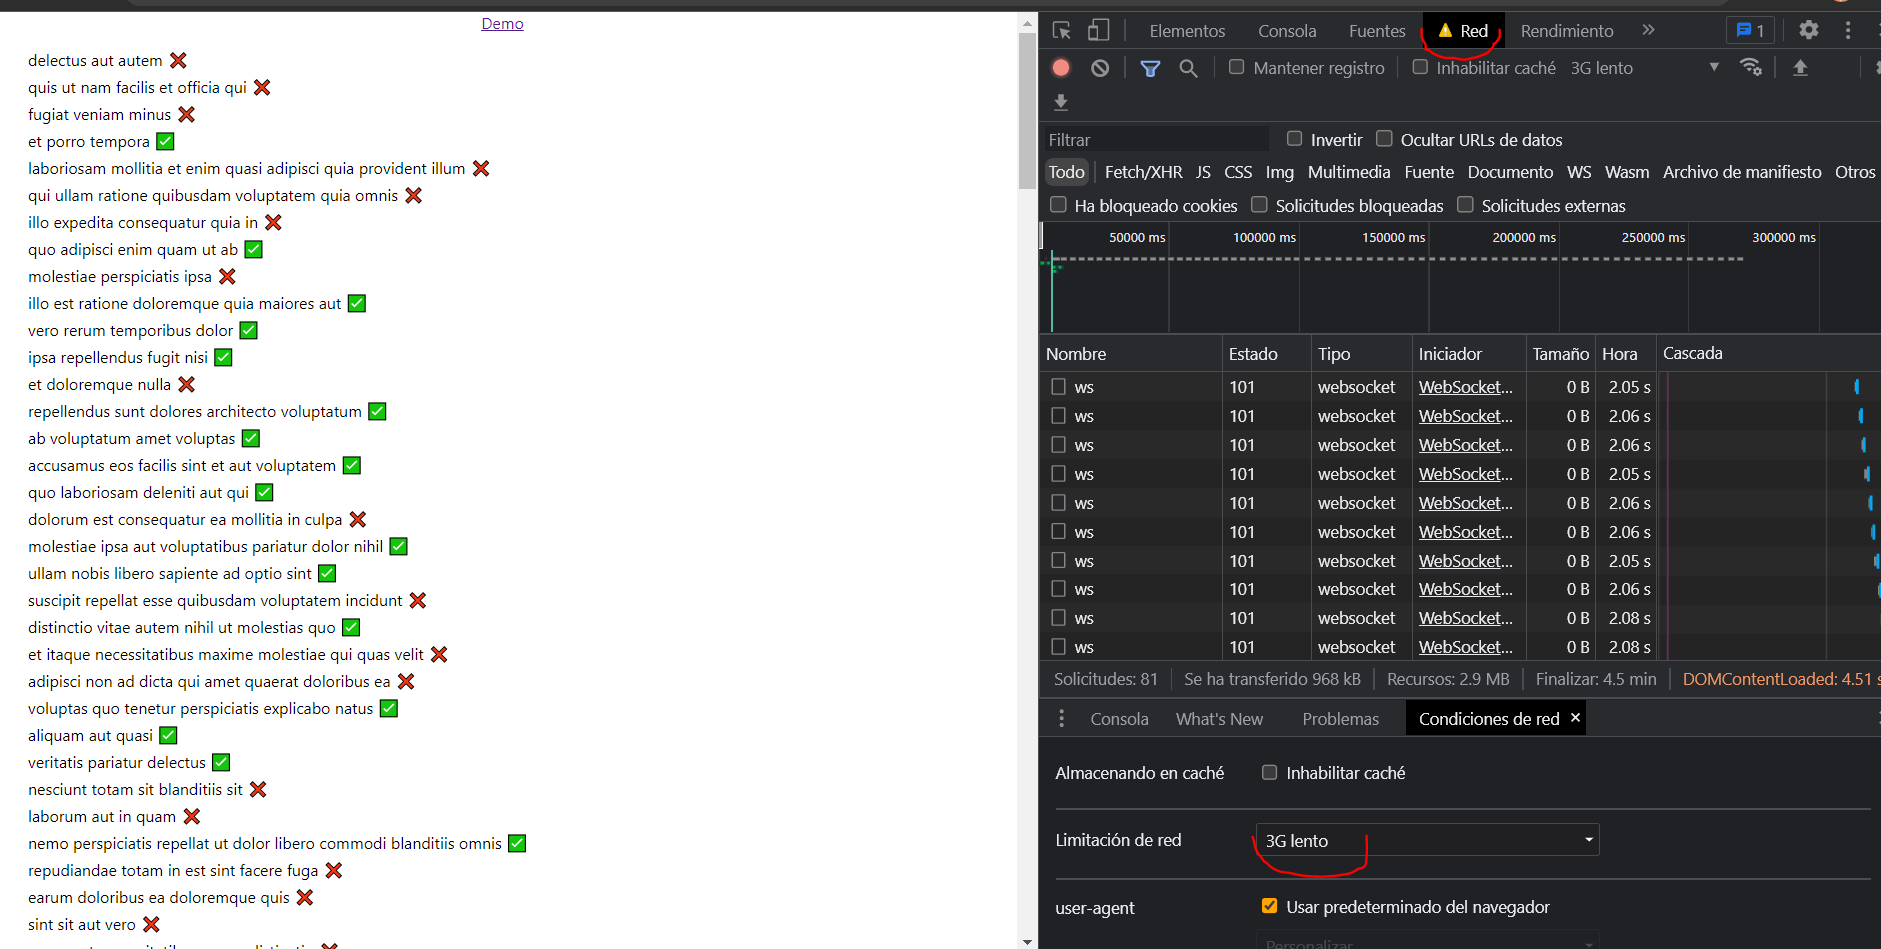 Demo
delectus aut autem ❌
quis ut nam facilis et officia qui ❌
fugiat veniam minus ❌
et porro tempora ✅
laboriosam mollitia et enim quasi adipisci quia provident illum ❌
qui ullam ratione quibusdam voluptatem quia omnis ❌
illo expedita consequatur quia in ❌
quo adipisci enim quam ut ab ✅
molestiae perspiciatis ipsa ❌
illo est ratione doloremque quia maiores aut ✅
vero rerum temporibus dolor ✅
ipsa repellendus fugit nisi ✅
et doloremque nulla ❌
repellendus sunt dolores architecto voluptatum ✅
ab voluptatum amet voluptas ✅
accusamus eos facilis sint et aut voluptatem ✅
quo laboriosam deleniti aut qui ✅
dolorum est consequatur ea mollitia in culpa ❌
molestiae ipsa aut voluptatibus pariatur dolor nihil ✅
ullam nobis libero sapiente ad optio sint ✅
suscipit repellat esse quibusdam voluptatem incidunt ❌
distinctio vitae autem nihil ut molestias quo ✅
et itaque necessitatibus maxime molestiae qui quas velit ❌
adipisci non ad dicta qui amet quaerat doloribus ea ❌
voluptas quo tenetur perspiciatis explicabo natus ✅
aliquam aut quasi ✅
veritatis pariatur delectus ✅
nesciunt totam sit blanditiis sit ❌
laborum aut in quam ❌
nemo perspiciatis repellat ut dolor libero commodi blanditiis omnis ✅
repudiandae totam in est sint facere fuga ❌
earum doloribus ea doloremque quis ❌
sint sit aut vero ❌
Elementos Consola Fuentes Red Rendimiento » 1
Mantener registro Inhabilitar caché 3G lento
Filtrar Invertir Ocultar URLs de datos
Todo Fetch/XHR JS CSS Img Multimedia Fuente Documento WS Wasm Archivo de manifiesto Otros
Ha bloqueado cookies Solicitudes bloqueadas Solicitudes externas
50000 ms 100000 ms 150000 ms 200000 ms 250000 ms 300000 ms
Nombre Estado Tipo Iniciador Tamaño Hora Cascada
ws 101 websocket WebSocket... 0 B 2.05 s
ws 101 websocket WebSocket... 0 B 2.06 s
ws 101 websocket WebSocket... 0 B 2.06 s
ws 101 websocket WebSocket... 0 B 2.05 s
ws 101 websocket WebSocket... 0 B 2.06 s
ws 101 websocket WebSocket... 0 B 2.06 s
ws 101 websocket WebSocket... 0 B 2.05 s
ws 101 websocket WebSocket... 0 B 2.06 s
ws 101 websocket WebSocket... 0 B 2.08 s
ws 101 websocket WebSocket... 0 B 2.08 s
Solicitudes: 81 Se ha transferido 968 kB Recursos: 2.9 MB Finalizar: 4.5 min DOMContentLoaded: 4.51 s
Consola What's New Problemas Condiciones de red ×
Almacenando en caché Inhabilitar caché
Limitación de red 3G lento
user-agent Usar predeterminado del navegador
Personalizar...